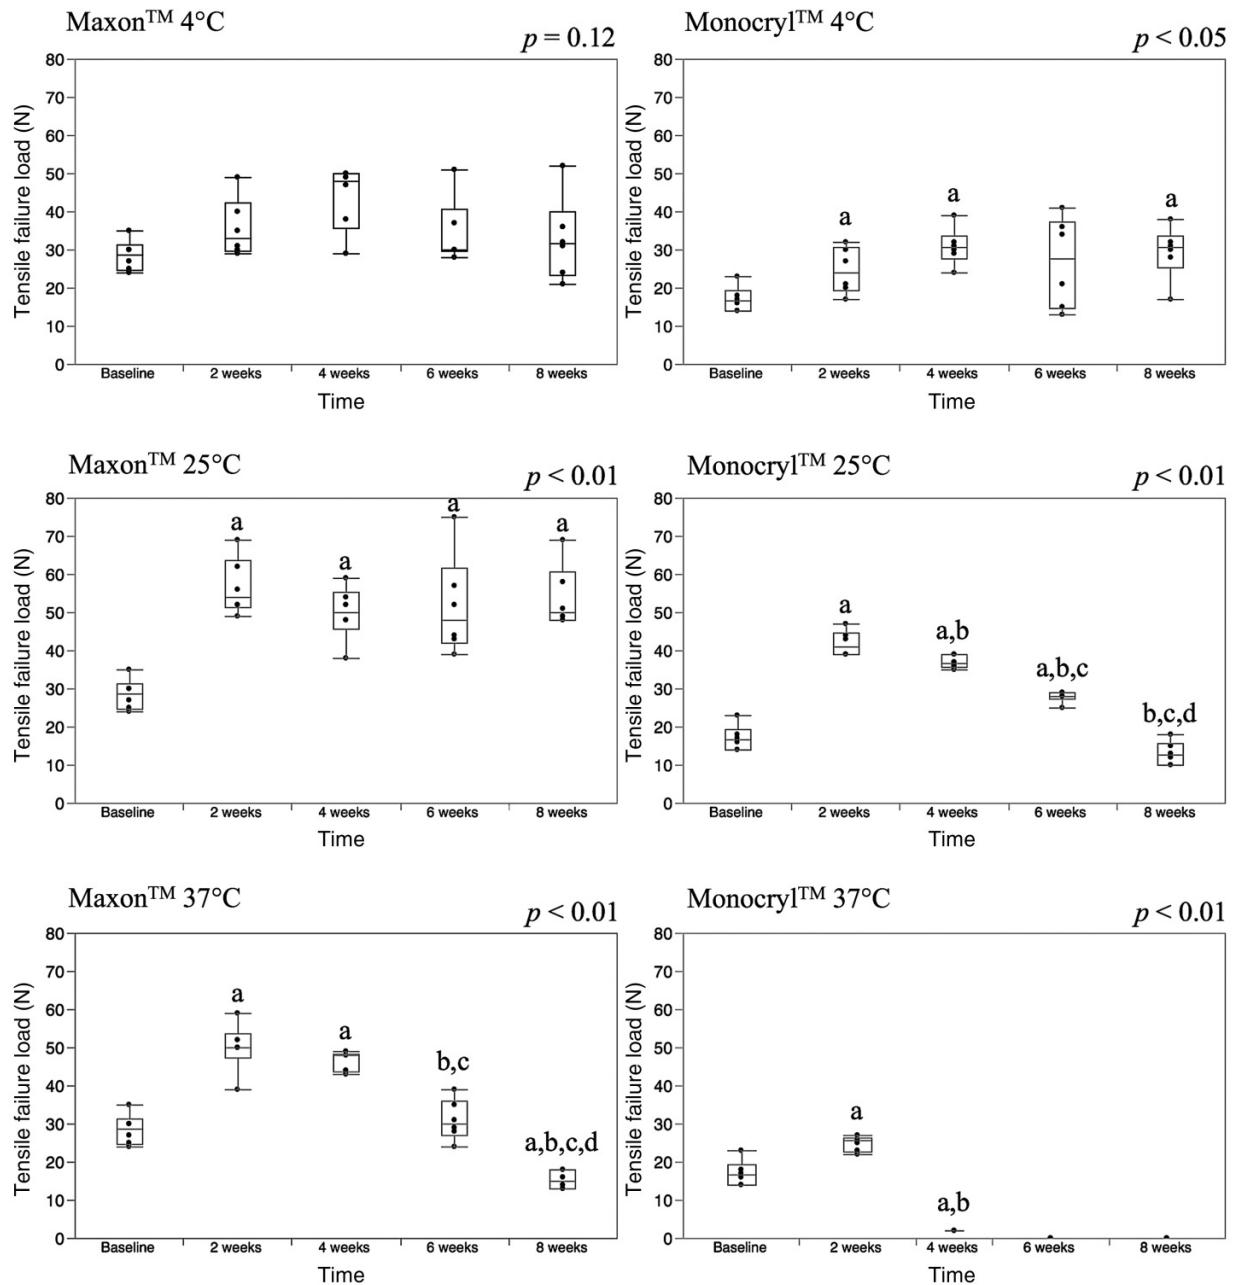 Maxon™ 4°C
p = 0.12
Tensile failure load (N)
80
70
60
50
40
30
20
10
0
Baseline 2 weeks 4 weeks 6 weeks 8 weeks
Time
Monocryl™ 4°C
p < 0.05
Tensile failure load (N)
80
70
60
50
40
30
20
10
0
a a a
Baseline 2 weeks 4 weeks 6 weeks 8 weeks
Time
Maxon™ 25°C
p < 0.01
Tensile failure load (N)
80
70
60
50
40
30
20
10
0
a a a a
Baseline 2 weeks 4 weeks 6 weeks 8 weeks
Time
Monocryl™ 25°C
p < 0.01
Tensile failure load (N)
80
70
60
50
40
30
20
10
0
a a,b a,b,c b,c,d
Baseline 2 weeks 4 weeks 6 weeks 8 weeks
Time
Maxon™ 37°C
p < 0.01
Tensile failure load (N)
80
70
60
50
40
30
20
10
0
a a b,c a,b,c,d
Baseline 2 weeks 4 weeks 6 weeks 8 weeks
Time
Monocryl™ 37°C
p < 0.01
Tensile failure load (N)
80
70
60
50
40
30
20
10
0
a a,b
Baseline 2 weeks 4 weeks 6 weeks 8 weeks
Time